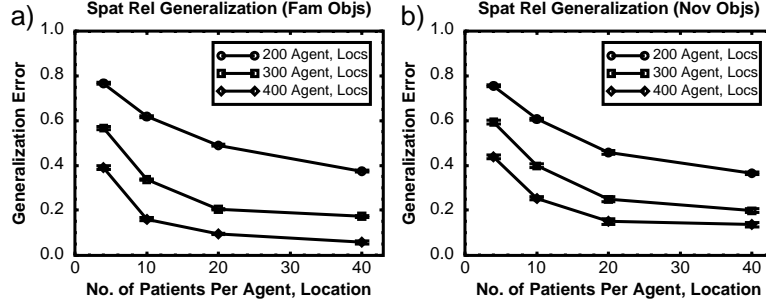 a)
Spat Rel Generalization (Fam Objs)
Generalization Error
1.0
0.8
0.6
0.4
0.2
0.0
200 Agent, Locs
300 Agent, Locs
400 Agent, Locs
0 10 20 30 40
No. of Patients Per Agent, Location
b)
Spat Rel Generalization (Nov Objs)
Generalization Error
1.0
0.8
0.6
0.4
0.2
0.0
200 Agent, Locs
300 Agent, Locs
400 Agent, Locs
0 10 20 30 40
No. of Patients Per Agent, Location